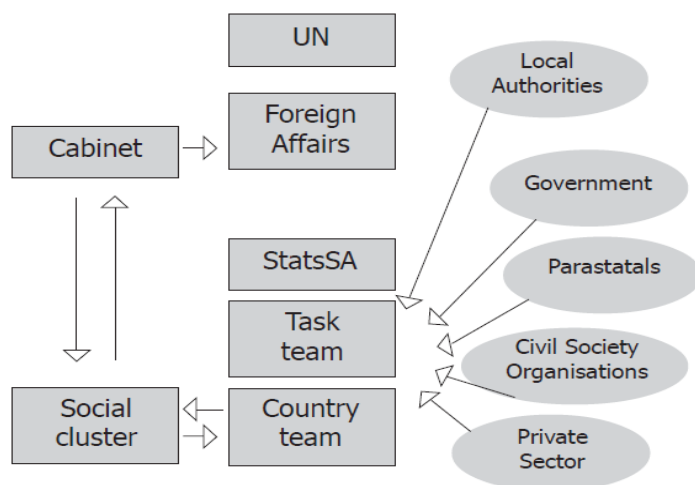 UN
Local
Authorities
Foreign
Affairs
Cabinet
Government
StatsSA
Parastatals
Task
team
Civil Society
Organisations
Social
cluster
Country
team
Private
Sector